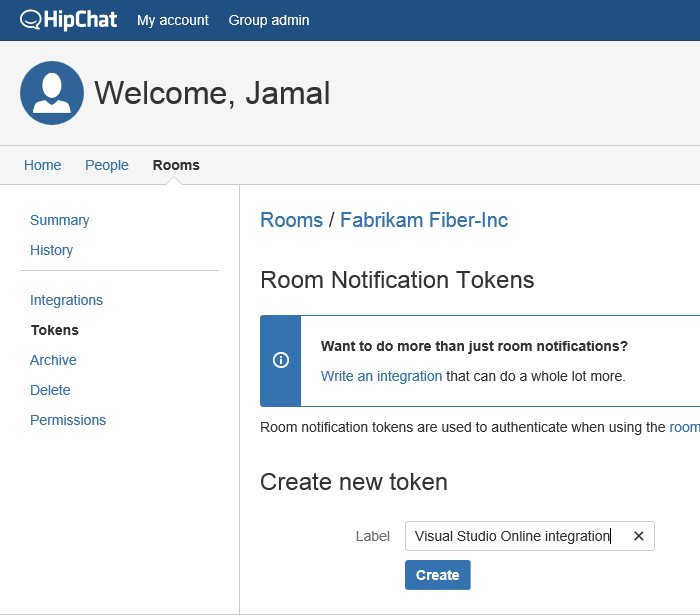 HipChat My account Group admin
Welcome, Jamal
Home People Rooms
Summary
History
Integrations
Tokens
Archive
Delete
Permissions
Rooms / Fabrikam Fiber-Inc
Room Notification Tokens
Want to do more than just room notifications?
Write an integration that can do a whole lot more.
Room notification tokens are used to authenticate when using the room
Create new token
Label Visual Studio Online integration
Create